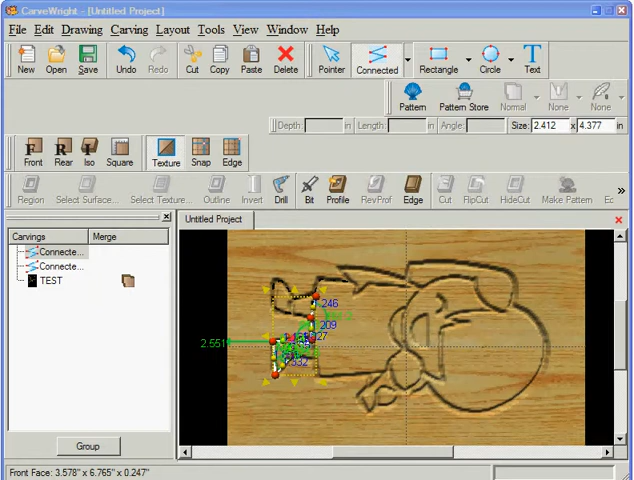 CarveWright - [Untitled Project]
File Edit Drawing Carving Layout Tools View Window Help
New Open Save Undo Redo Cut Copy Paste Delete Pointer Connected Rectangle Circle Text
Pattern Pattern Store Normal None None
Depth: in Length: in Angle: Size: 2.412 x 4.377 in
Front Rear Iso Square Texture Snap Edge
Region Select Surface... Select Texture... Outline Invert Drill Bit Profile RevProf Edge Cut RipCut HideCut Make Pattern Ec »
Untitled Project
Carvings Merge
Connecte...
Connecte...
TEST
246
209
2.551
Group
Front Face: 3.578" x 6.765" x 0.247"